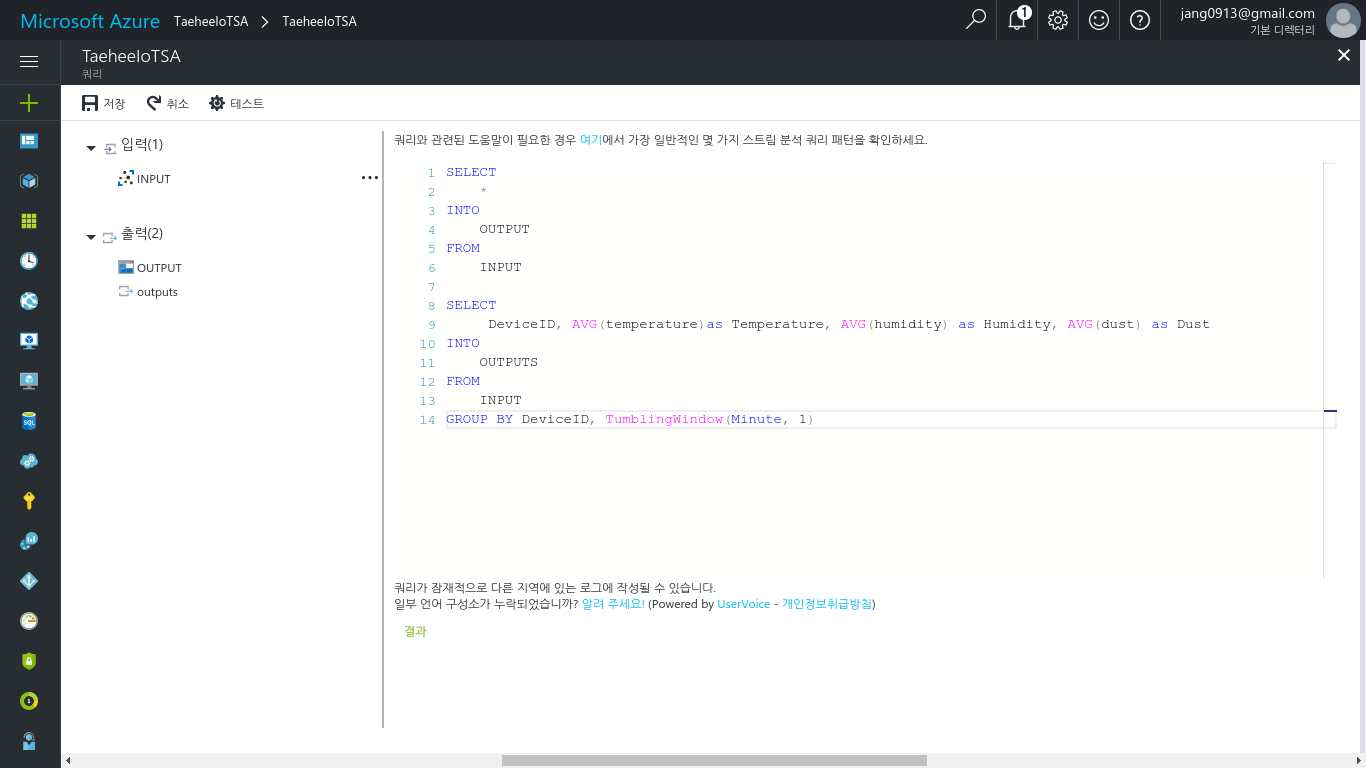 Microsoft Azure TaeheeIoTSA > TaeheeIoTSA
1
jang0913@gmail.com
기본 디렉터리
TaeheeIoTSA
쿼리
저장 취소 테스트
입력(1)
INPUT
출력(2)
OUTPUT
outputs
쿼리와 관련된 도움말이 필요한 경우 여기에서 가장 일반적인 몇 가지 스트림 분석 쿼리 패턴을 확인하세요.
1 SELECT
2 *
3 INTO
4 OUTPUT
5 FROM
6 INPUT
7
8 SELECT
9 DeviceID, AVG(temperature)as Temperature, AVG(humidity) as Humidity, AVG(dust) as Dust
10 INTO
11 OUTPUTS
12 FROM
13 INPUT
14 GROUP BY DeviceID, TumblingWindow(Minute, 1)
쿼리가 잠재적으로 다른 지역에 있는 로그에 작성될 수 있습니다.
일부 언어 구성소가 누락되었습니까? 알려 주세요! (Powered by UserVoice - 개인정보취급방침)
결과
SQL